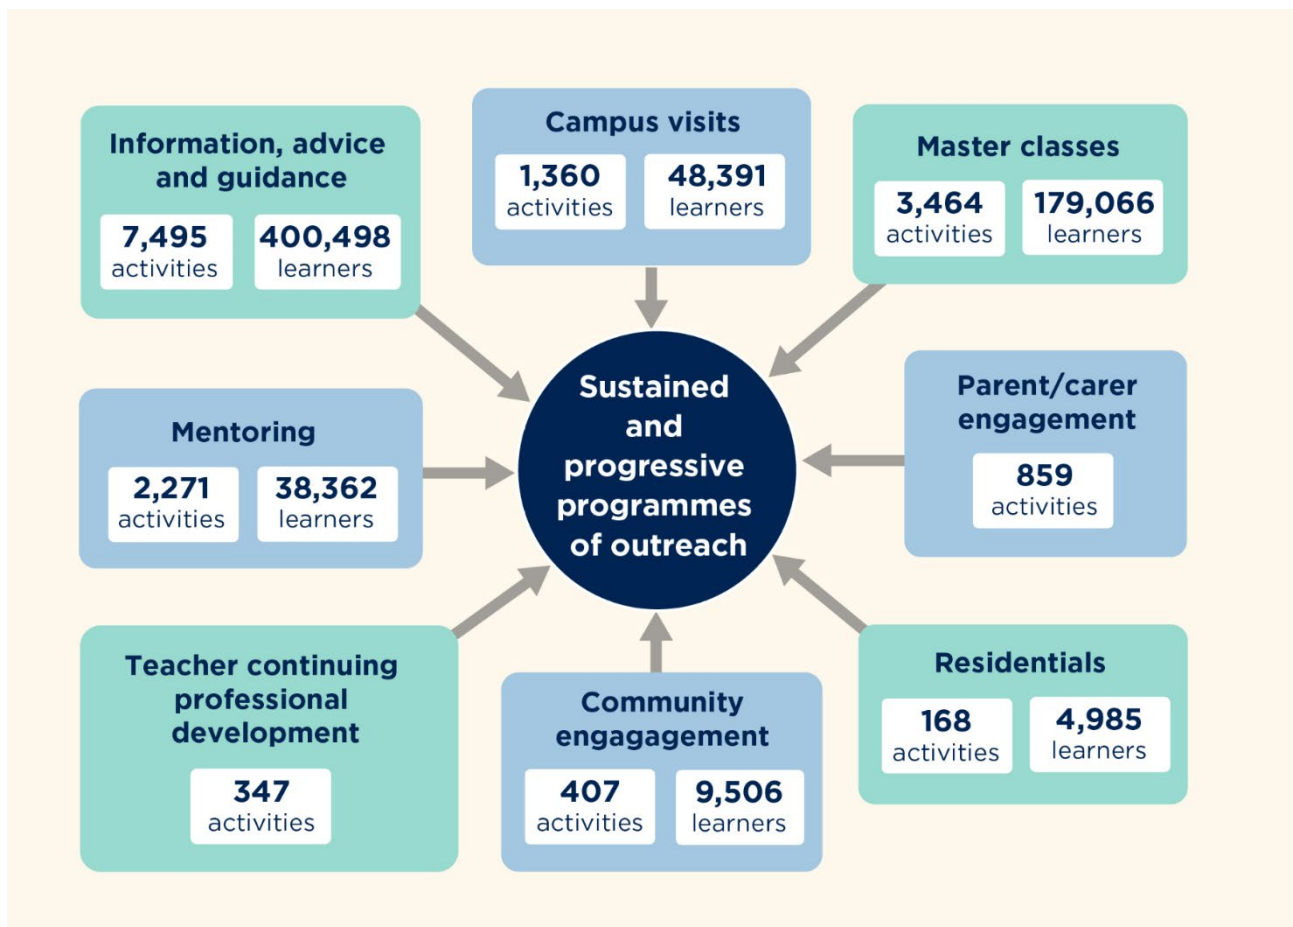 Information, advice
and guidance
7,495
activities
400,498
learners
Campus visits
1,360
activities
48,391
learners
Master classes
3,464
activities
179,066
learners
Mentoring
2,271
activities
38,362
learners
Sustained
and
progressive
programmes
of outreach
Parent/carer
engagement
859
activities
Teacher continuing
professional
development
347
activities
Community
engagagement
407
activities
9,506
learners
Residentials
168
activities
4,985
learners